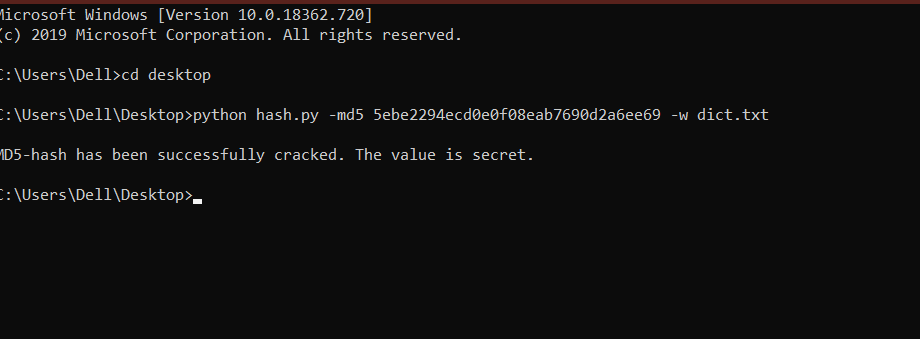 Microsoft Windows [Version 10.0.18362.720]
(c) 2019 Microsoft Corporation. All rights reserved.
C:\Users\Dell>cd desktop
C:\Users\Dell\Desktop>python hash.py -md5 5ebe2294ecd0e0f08eab7690d2a6ee69 -w dict.txt
MD5-hash has been successfully cracked. The value is secret.
C:\Users\Dell\Desktop>